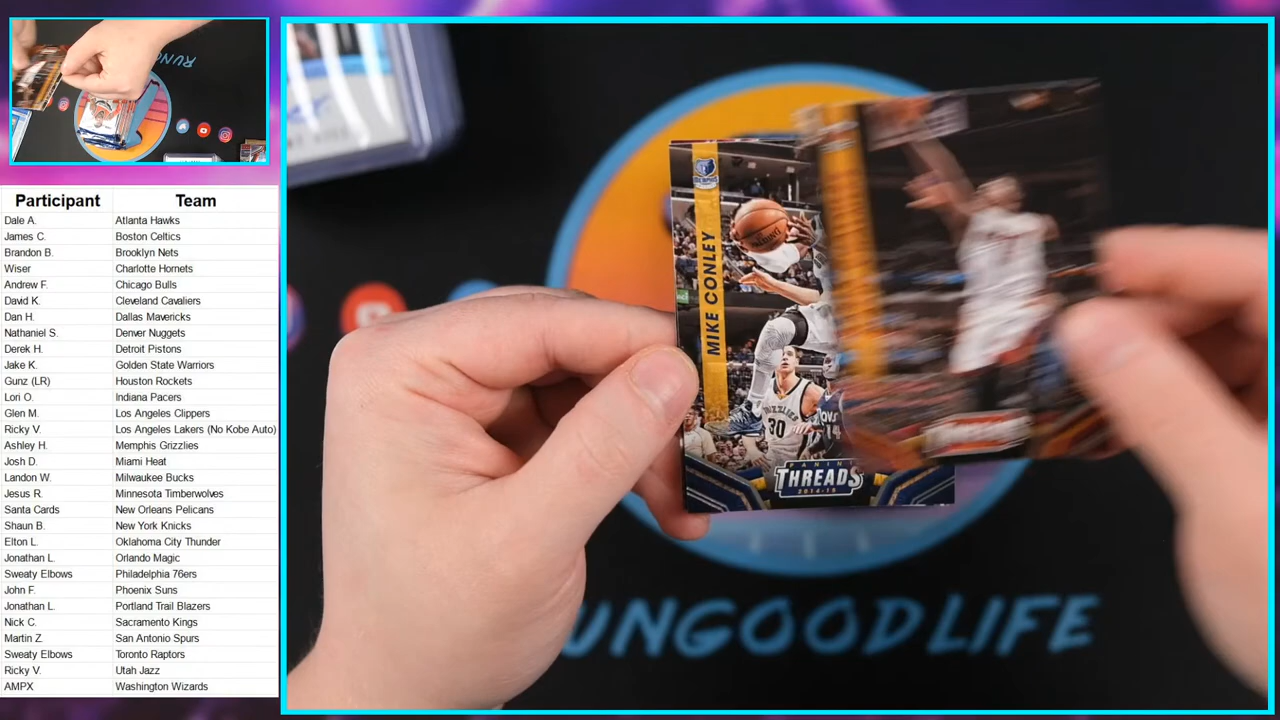 Participant Team
Dale A. Atlanta Hawks
James C. Boston Celtics
Brandon B. Brooklyn Nets
Wiser Charlotte Hornets
Andrew F. Chicago Bulls
David K. Cleveland Cavaliers
Dan H. Dallas Mavericks
Nathaniel S. Denver Nuggets
Derek H. Detroit Pistons
Jake K. Golden State Warriors
Gunz (LR) Houston Rockets
Lori O. Indiana Pacers
Glen M. Los Angeles Clippers
Ricky V. Los Angeles Lakers (No Kobe Auto)
Ashley H. Memphis Grizzlies
Josh D. Miami Heat
Landon W. Milwaukee Bucks
Jesus R. Minnesota Timberwolves
Santa Cards New Orleans Pelicans
Shaun B. New York Knicks
Elton L. Oklahoma City Thunder
Jonathan L. Orlando Magic
Sweaty Elbows Philadelphia 76ers
John F. Phoenix Suns
Jonathan L. Portland Trail Blazers
Nick C. Sacramento Kings
Martin Z. San Antonio Spurs
Sweaty Elbows Toronto Raptors
Ricky V. Utah Jazz
AMPX Washington Wizards
MIKE CONLEY
30
PANINI
THREADS
2014-15
UNGOODLIFE